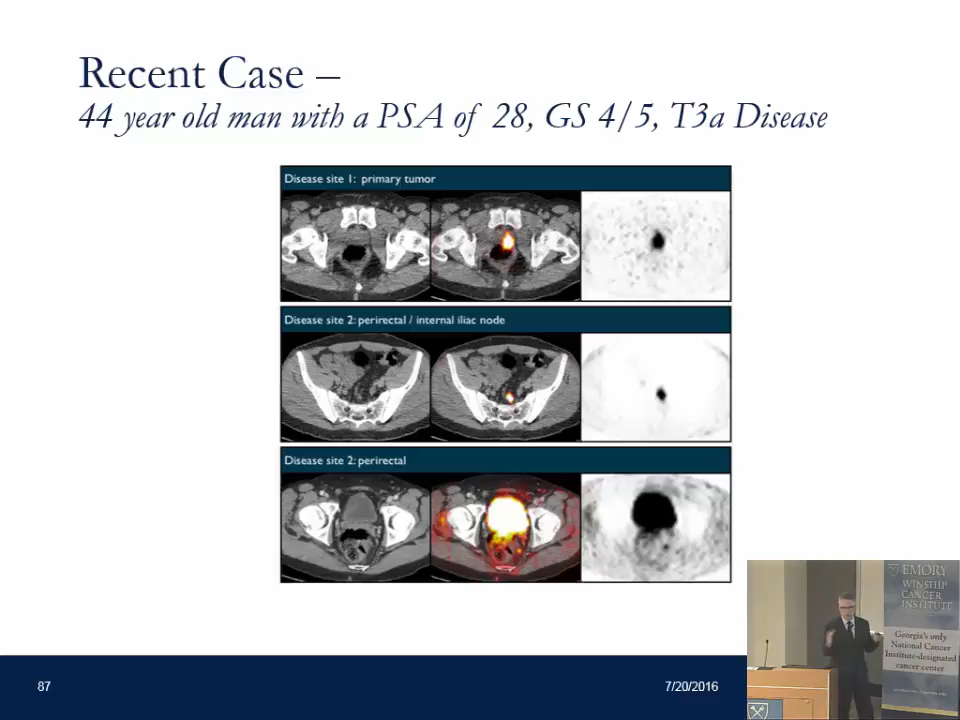 Recent Case –
44 year old man with a PSA of 28, GS 4/5, T3a Disease
Disease site 1: primary tumor
Disease site 2: perirectal / internal iliac node
Disease site 2: perirectal
EMORY
WINSHIP
CANCER
INSTITUTE
Georgia's only
National Cancer
Institute-designated
cancer center
87
7/20/2016